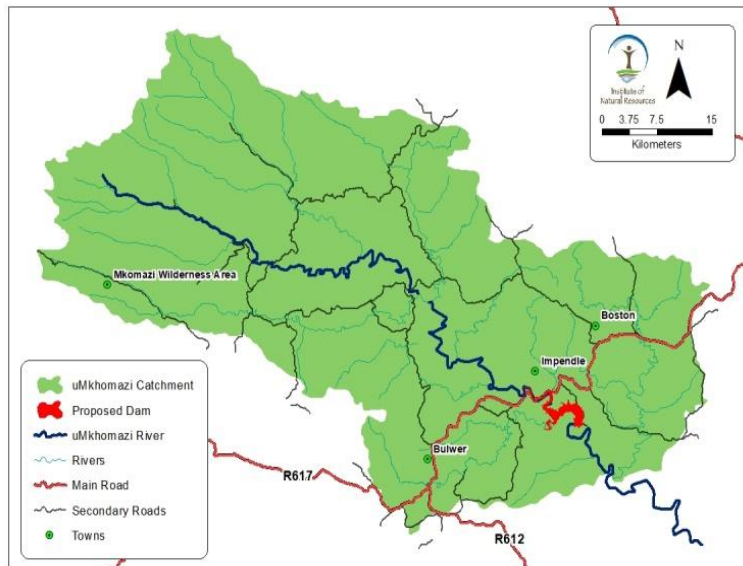 Institute of
Natural Resources
N
0 3.75 7.5 15
Kilometers
Mkomazi Wilderness Area
Boston
Impendle
Bulwer
R617
R612
uMkhomazi Catchment
Proposed Dam
uMkhomazi River
Rivers
Main Road
Secondary Roads
Towns